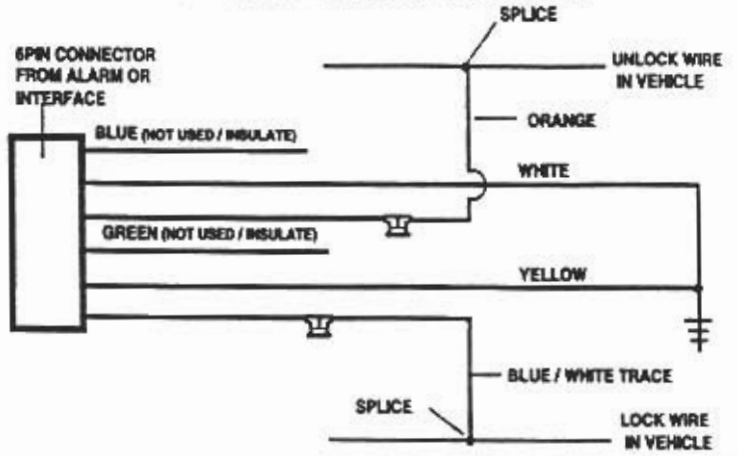 SPLICE
6PIN CONNECTOR
FROM ALARM OR
INTERFACE
UNLOCK WIRE
IN VEHICLE
ORANGE
BLUE (NOT USED / INSULATE)
WHITE
GREEN (NOT USED / INSULATE)
YELLOW
BLUE / WHITE TRACE
SPLICE
LOCK WIRE
IN VEHICLE